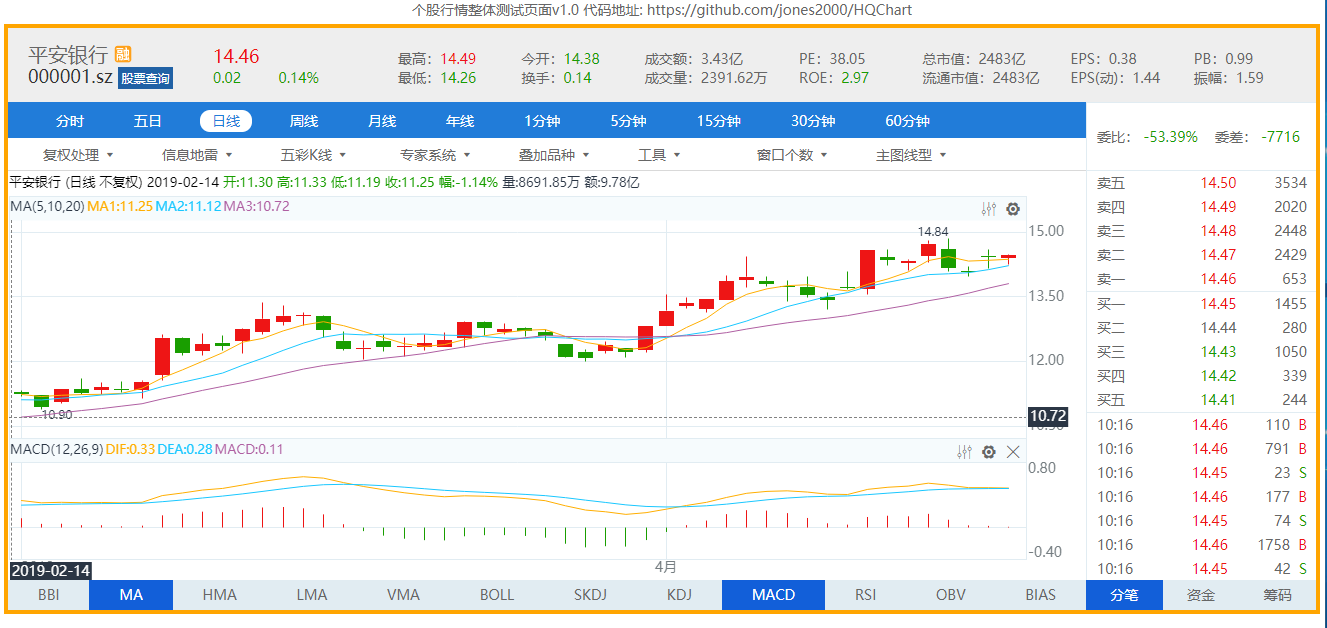 个股行情整体测试页面v1.0 代码地址: https://github.com/jones2000/HQChart
平安银行 融 14.46 最高: 14.49 今开: 14.38 成交额: 3.43亿 PE: 38.05 总市值: 2483亿 EPS: 0.38 PB: 0.99
000001.sz 股票查询 0.02 0.14% 最低: 14.26 换手: 0.14 成交量: 2391.62万 ROE: 2.97 流通市值: 2483亿 EPS(动): 1.44 振幅: 1.59
分时 五日 日线 周线 月线 年线 1分钟 5分钟 15分钟 30分钟 60分钟
复权处理 信息地雷 五彩K线 专家系统 叠加品种 工具 窗口个数 主图线型
平安银行 (日线 不复权) 2019-02-14 开:11.30 高:11.33 低:11.19 收:11.25 幅:-1.14% 量:8691.85万 额:9.78亿
MA(5,10,20) MA1:11.25 MA2:11.12 MA3:10.72
15.00
14.84
13.50
12.00
10.90
10.72
MACD(12,26,9) DIF:0.33 DEA:0.28 MACD:0.11
0.80
-0.40
2019-02-14 4月
BBI MA HMA LMA VMA BOLL SKDJ KDJ MACD RSI OBV BIAS
委比: -53.39% 委差: -7716
卖五 14.50 3534
卖四 14.49 2020
卖三 14.48 2448
卖二 14.47 2429
卖一 14.46 653
买一 14.45 1455
买二 14.44 280
买三 14.43 1050
买四 14.42 339
买五 14.41 244
10:16 14.46 110 B
10:16 14.46 791 B
10:16 14.45 23 S
10:16 14.46 177 B
10:16 14.45 74 S
10:16 14.46 1758 B
10:16 14.45 42 S
分笔 资金 筹码